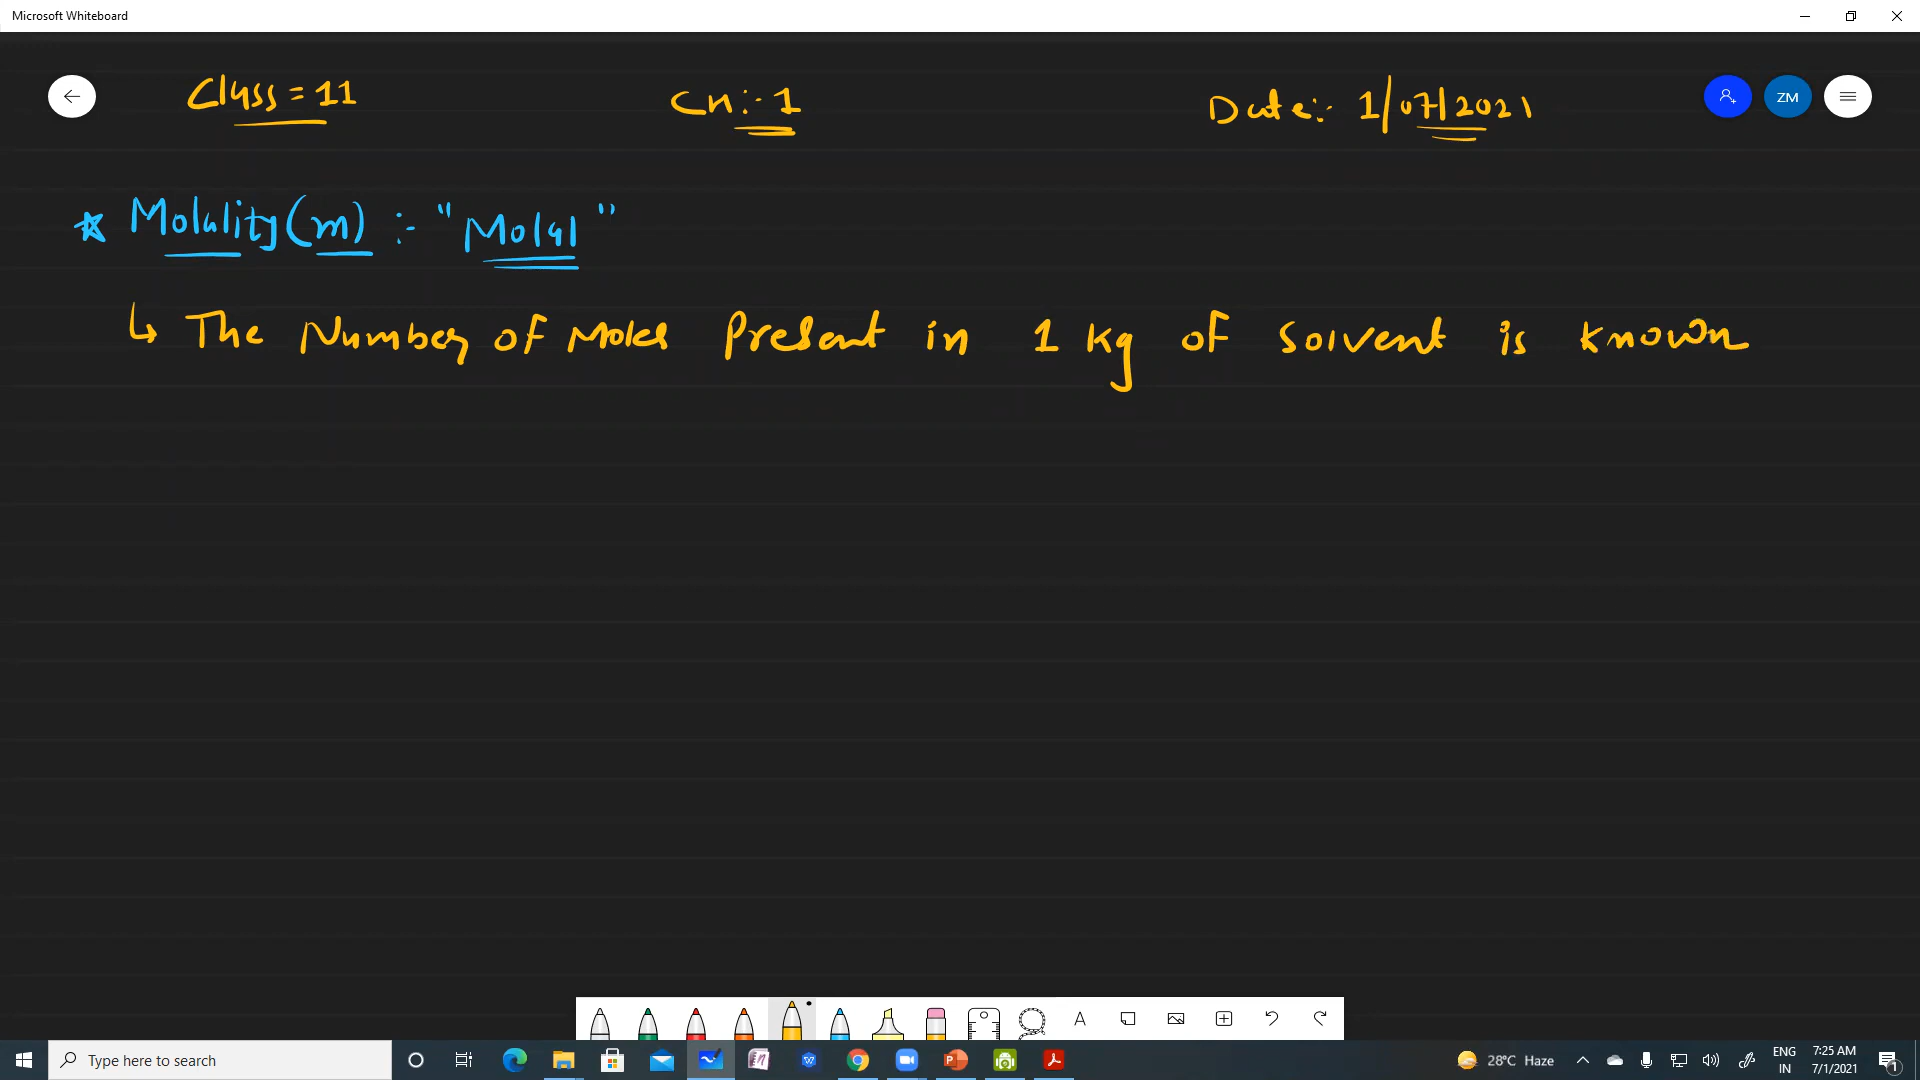 Microsoft Whiteboard
Class = 11 Ch :- 1 Date :- 1/07/2021
ZM
Molality (m) :- "Molal"
↳ The Number of Moles Present in 1 kg of Solvent is known
A
Type here to search
28°C Haze
ENG
IN
7:25 AM
7/1/2021
1